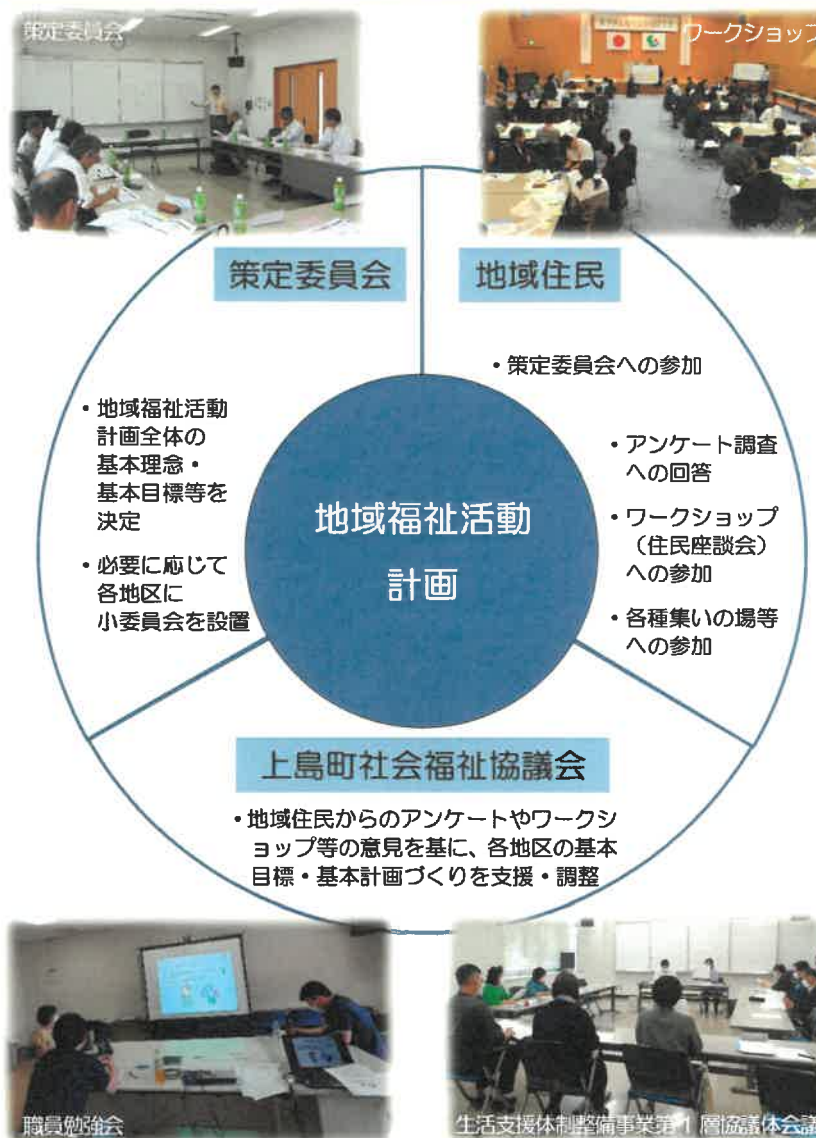 策定委員会
ワークショップ
策定委員会
地域住民
・策定委員会への参加
・地域福祉活動
計画全体の
基本理念・
基本目標等を
決定
・必要に応じて
各地区に
小委員会を設置
・アンケート調査
への回答
・ワークショップ
（住民座談会）
への参加
・各種集いの場等
への参加
地域福祉活動
計画
上島町社会福祉協議会
・地域住民からのアンケートやワークシ
ョップ等の意見を基に、各地区の基本
目標・基本計画づくりを支援・調整
職員勉強会
生活支援体制整備事業第1層協議体会議